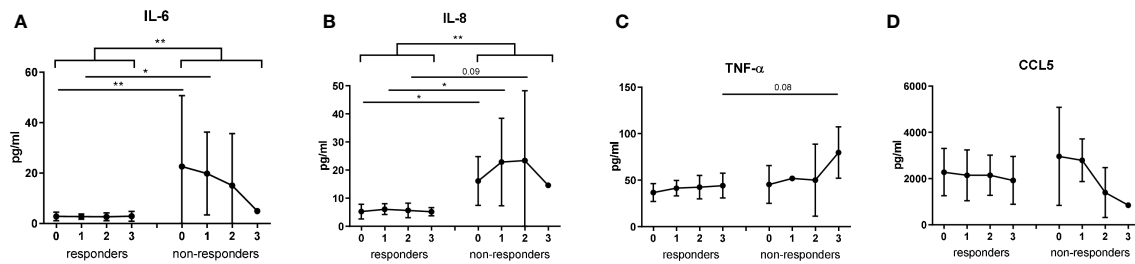 A
IL-6
**
*
**
60
40
20
0
pg/ml
0 1 2 3 0 1 2 3
responders non-responders
B
IL-8
**
0.09
*
*
50
40
30
20
10
0
pg/ml
0 1 2 3 0 1 2 3
responders non-responders
C
TNF-α
0.08
150
100
50
0
pg/ml
0 1 2 3 0 1 2 3
responders non-responders
D
CCL5
6000
4000
2000
0
pg/ml
0 1 2 3 0 1 2 3
responders non-responders